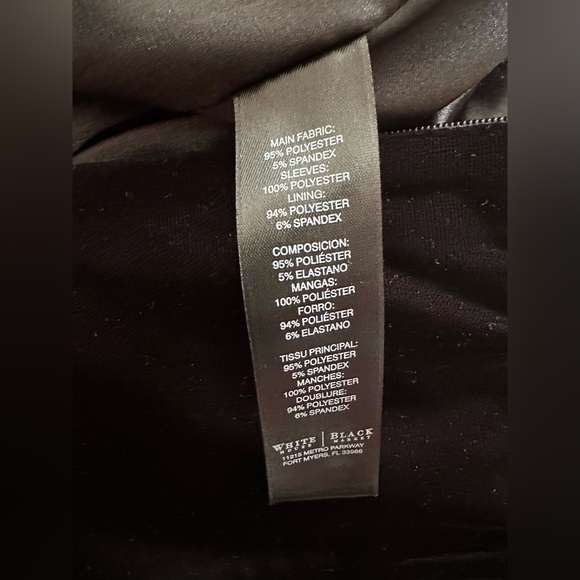 MAIN FABRIC:
95% POLYESTER
5% SPANDEX
SLEEVES:
100% POLYESTER
LINING:
94% POLYESTER
6% SPANDEX
COMPOSICION:
95% POLIÉSTER
5% ELASTANO
MANGAS:
100% POLIÉSTER
FORRO:
94% POLIÉSTER
6% ELASTANO
TISSU PRINCIPAL:
95% POLYESTER
5% SPANDEX
MANCHES:
100% POLYESTER
DOUBLURE:
94% POLYESTER
6% SPANDEX
WHITE | BLACK
HOUSE | MARKET
11215 METRO PARKWAY
FORT MYERS, FL 33966